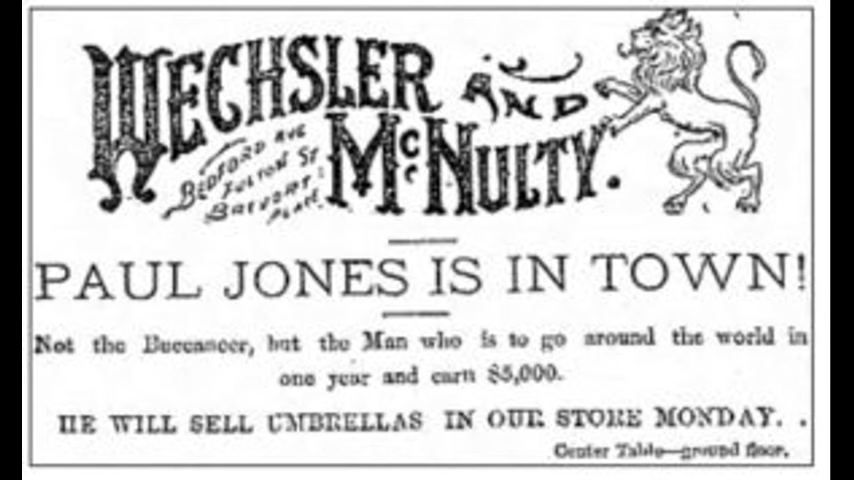 WECHSLER AND
McNULTY.
BEDFORD AVE
FULTON ST
BREVORT
PLACE.
PAUL JONES IS IN TOWN!
Not the Buccaneer, but the Man who is to go around the world in
one year and earn $5,000.
HE WILL SELL UMBRELLAS IN OUR STORE MONDAY. .
Center Table—ground floor.